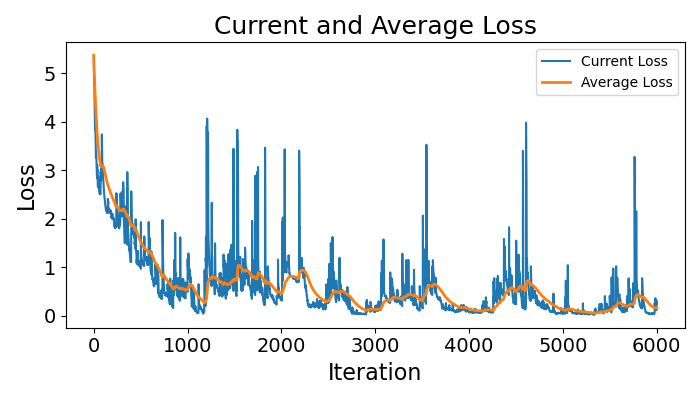 Current and Average Loss
Loss
5
4
3
2
1
0
Current Loss
Average Loss
0 1000 2000 3000 4000 5000 6000
Iteration